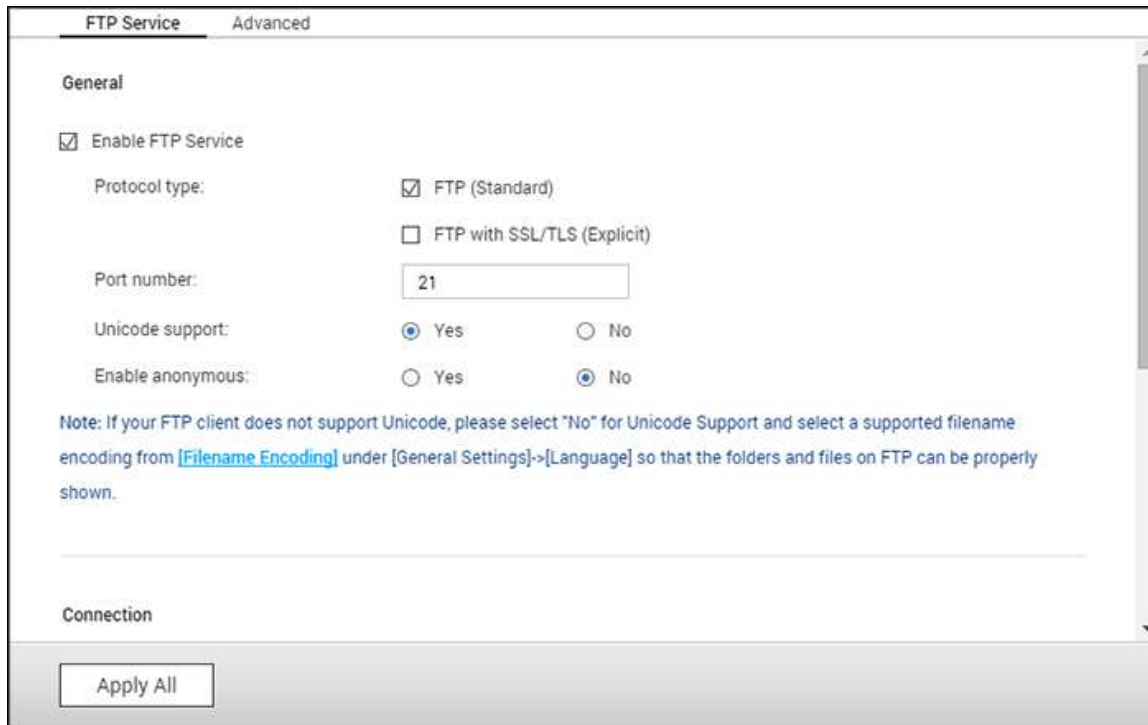 FTP Service Advanced
General
Enable FTP Service
Protocol type: FTP (Standard)
FTP with SSL/TLS (Explicit)
Port number: 21
Unicode support: Yes No
Enable anonymous: Yes No
Note: If your FTP client does not support Unicode, please select "No" for Unicode Support and select a supported filename
encoding from [Filename Encoding] under [General Settings]->[Language] so that the folders and files on FTP can be properly
shown.
Connection
Apply All